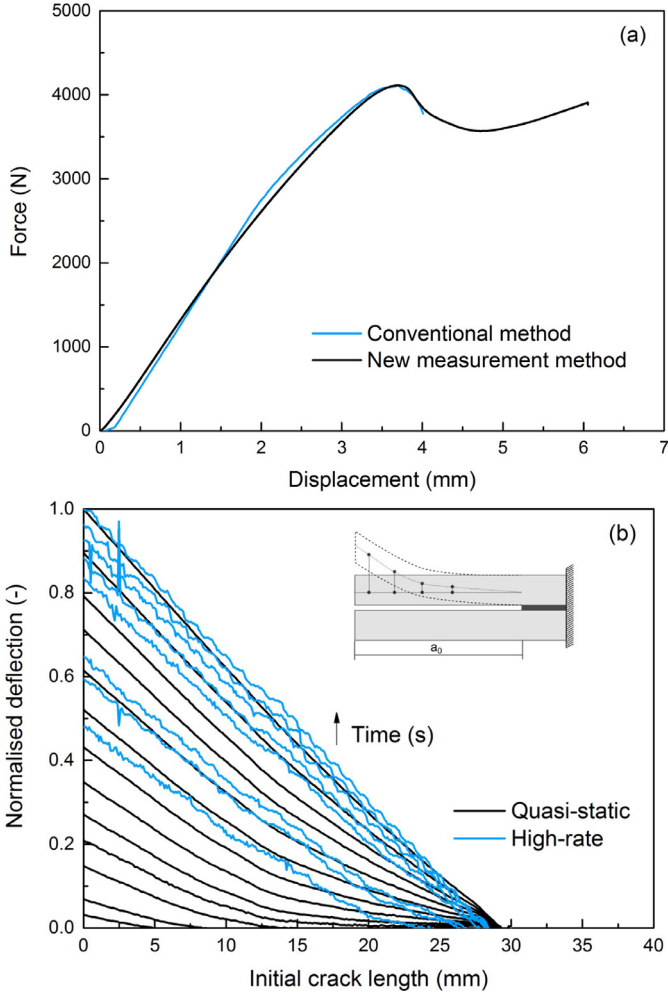 5000
(a)
4000
3000
Force (N)
2000
Conventional method
1000
New measurement method
0
0 1 2 3 4 5 6 7
Displacement (mm)
1.0
(b)
0.8
0.6
a0
Normalised deflection (-)
Time (s)
0.4
Quasi-static
0.2
High-rate
0.0
0 5 10 15 20 25 30 35 40
Initial crack length (mm)